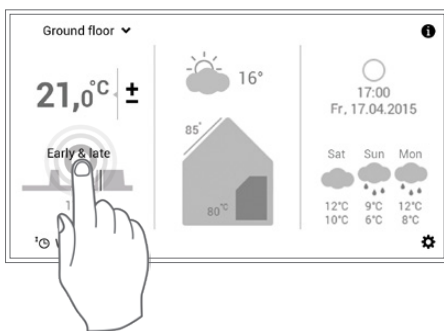 Ground floor
21,0°C
±
Early & late
16°
85°
80°C
17:00
Fr, 17.04.2015
Sat Sun Mon
12°C 9°C 12°C
10°C 6°C 8°C